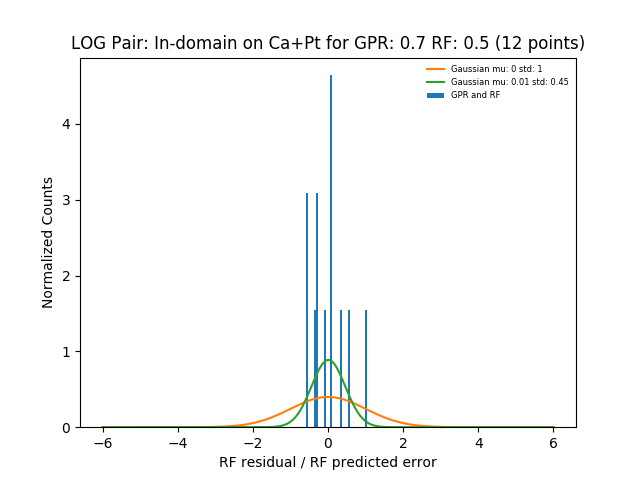 LOG Pair: In-domain on Ca+Pt for GPR: 0.7 RF: 0.5 (12 points)
Gaussian mu: 0 std: 1
Gaussian mu: 0.01 std: 0.45
GPR and RF
Normalized Counts
4
3
2
1
0
−6 −4 −2 0 2 4 6
RF residual / RF predicted error